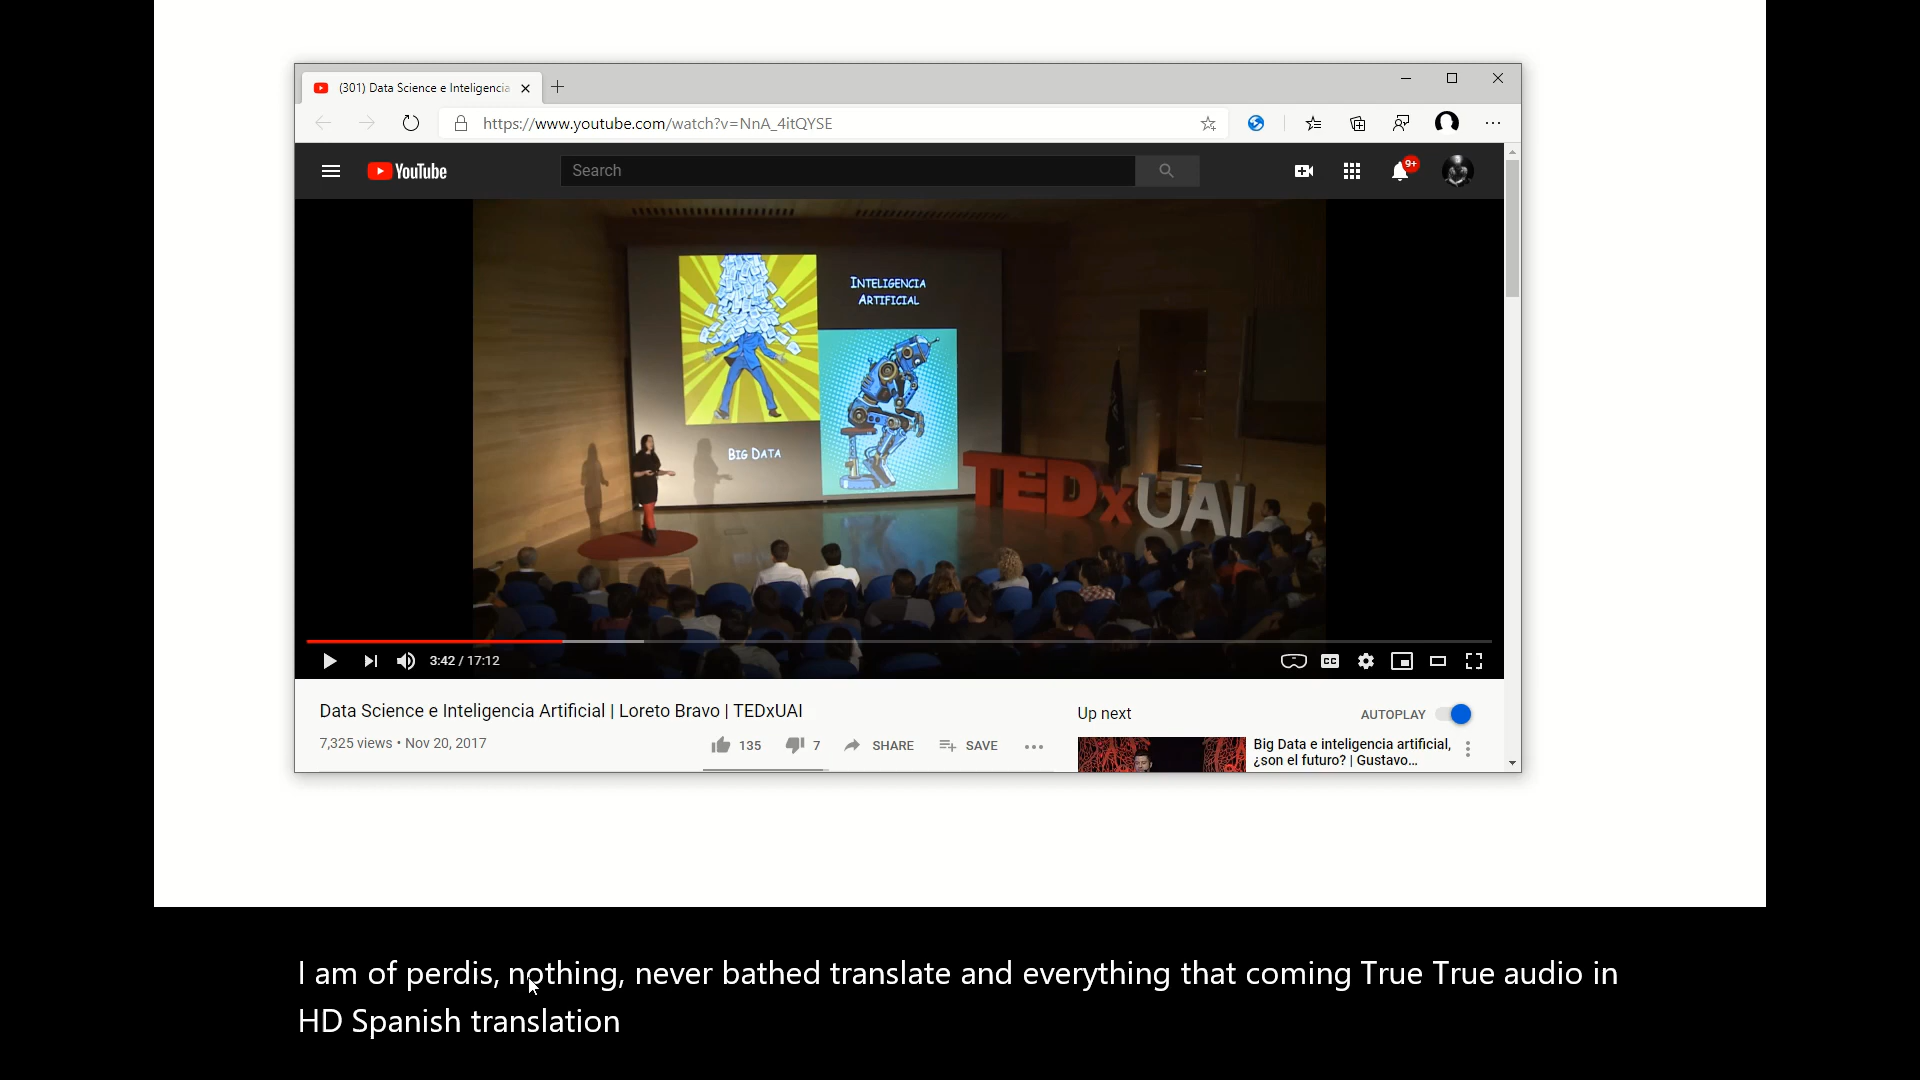 (301) Data Science e Inteligencia
https://www.youtube.com/watch?v=NnA_4itQYSE
YouTube
Search
9+
INTELIGENCIA
ARTIFICIAL
BIG DATA
TEDxUAI
3:42 / 17:12
CC
Data Science e Inteligencia Artificial | Loreto Bravo | TEDxUAI
7,325 views • Nov 20, 2017
135
7
SHARE
SAVE
Up next
AUTOPLAY
Big Data e inteligencia artificial,
¿son el futuro? | Gustavo...
I am of perdis, nothing, never bathed translate and everything that coming True True audio in
HD Spanish translation